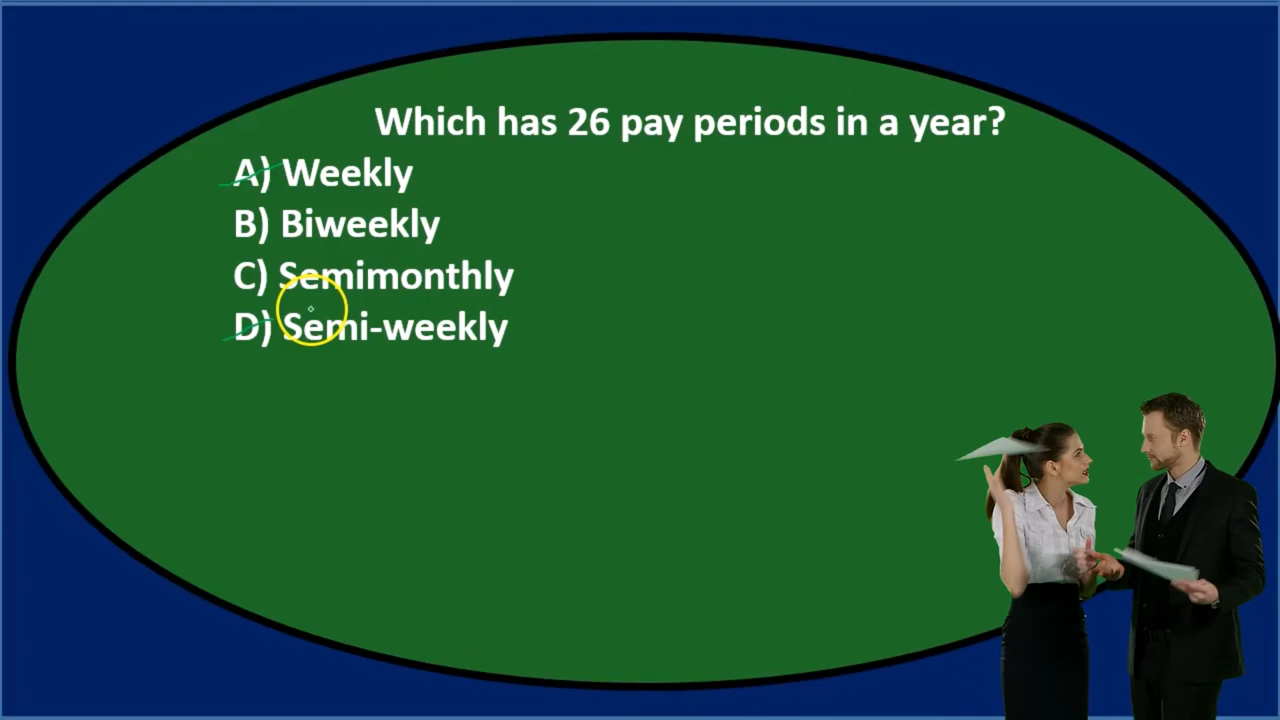 Which has 26 pay periods in a year?
A) Weekly
B) Biweekly
C) Semimonthly
D) Semi-weekly